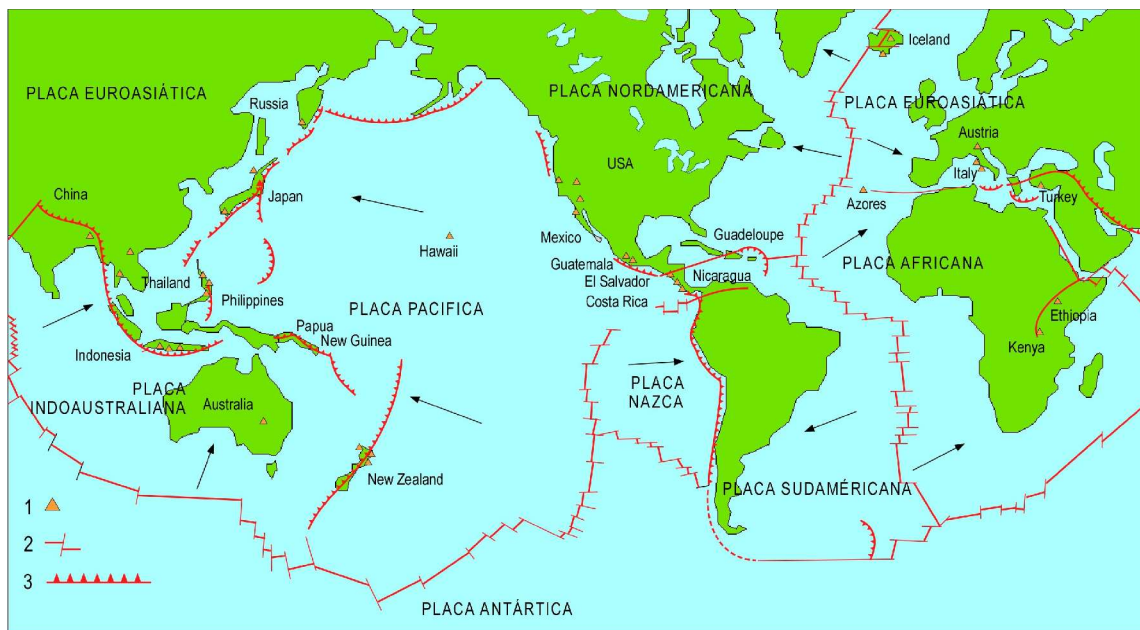 Iceland
PLACA EUROASIÁTICA
PLACA NORDAMERICANA
PLACA EUROASIÁTICA
Russia
Austria
USA
Italy
China
Japan
Azores
Turkey
Mexico
Guadeloupe
Hawaii
Guatemala
PLACA AFRICANA
Thailand
El Salvador
Nicaragua
Philippines
Costa Rica
PLACA PACIFICA
Ethiopia
Papua
New Guinea
Kenya
Indonesia
PLACA
NAZCA
PLACA
INDOAUSTRALIANA
Australia
New Zealand
PLACA SUDAMÉRICANA
1
2
3
PLACA ANTÁRTICA